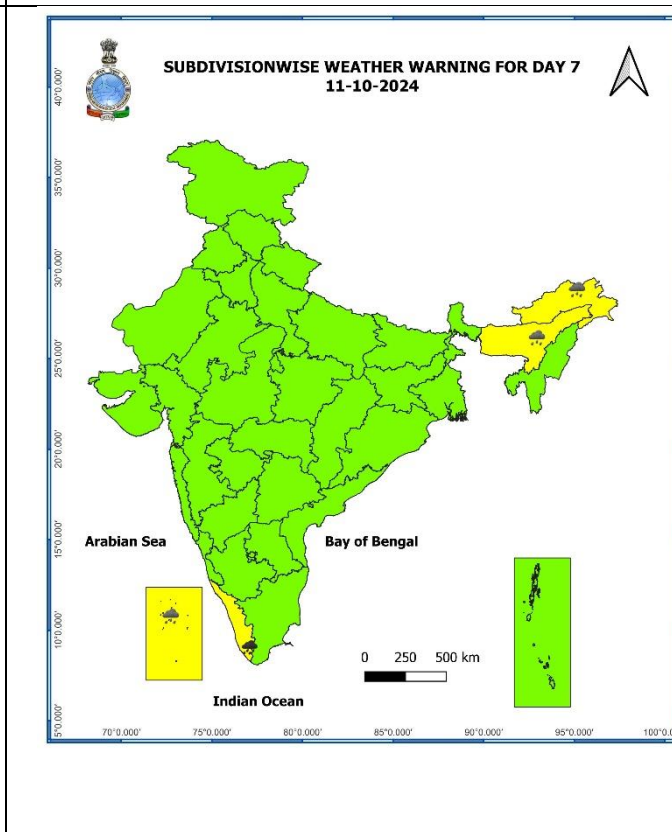 SUBDIVISIONWISE WEATHER WARNING FOR DAY 7
11-10-2024
40°0.000'
35°0.000'
30°0.000'
25°0.000'
20°0.000'
15°0.000'
10°0.000'
5°0.000'
Arabian Sea
Bay of Bengal
0 250 500 km
Indian Ocean
70°0.000' 75°0.000' 80°0.000' 85°0.000' 90°0.000' 95°0.000' 100°0.0